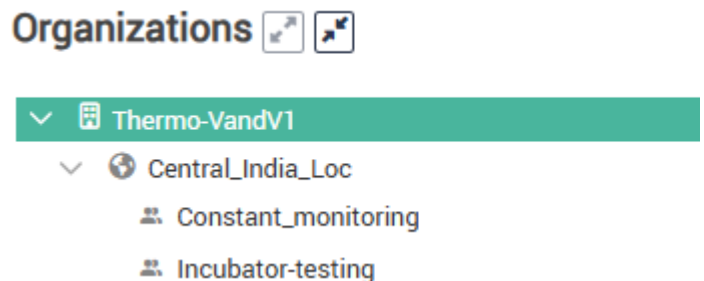 Organizations
Thermo-VandV1
Central_India_Loc
Constant_monitoring
Incubator-testing